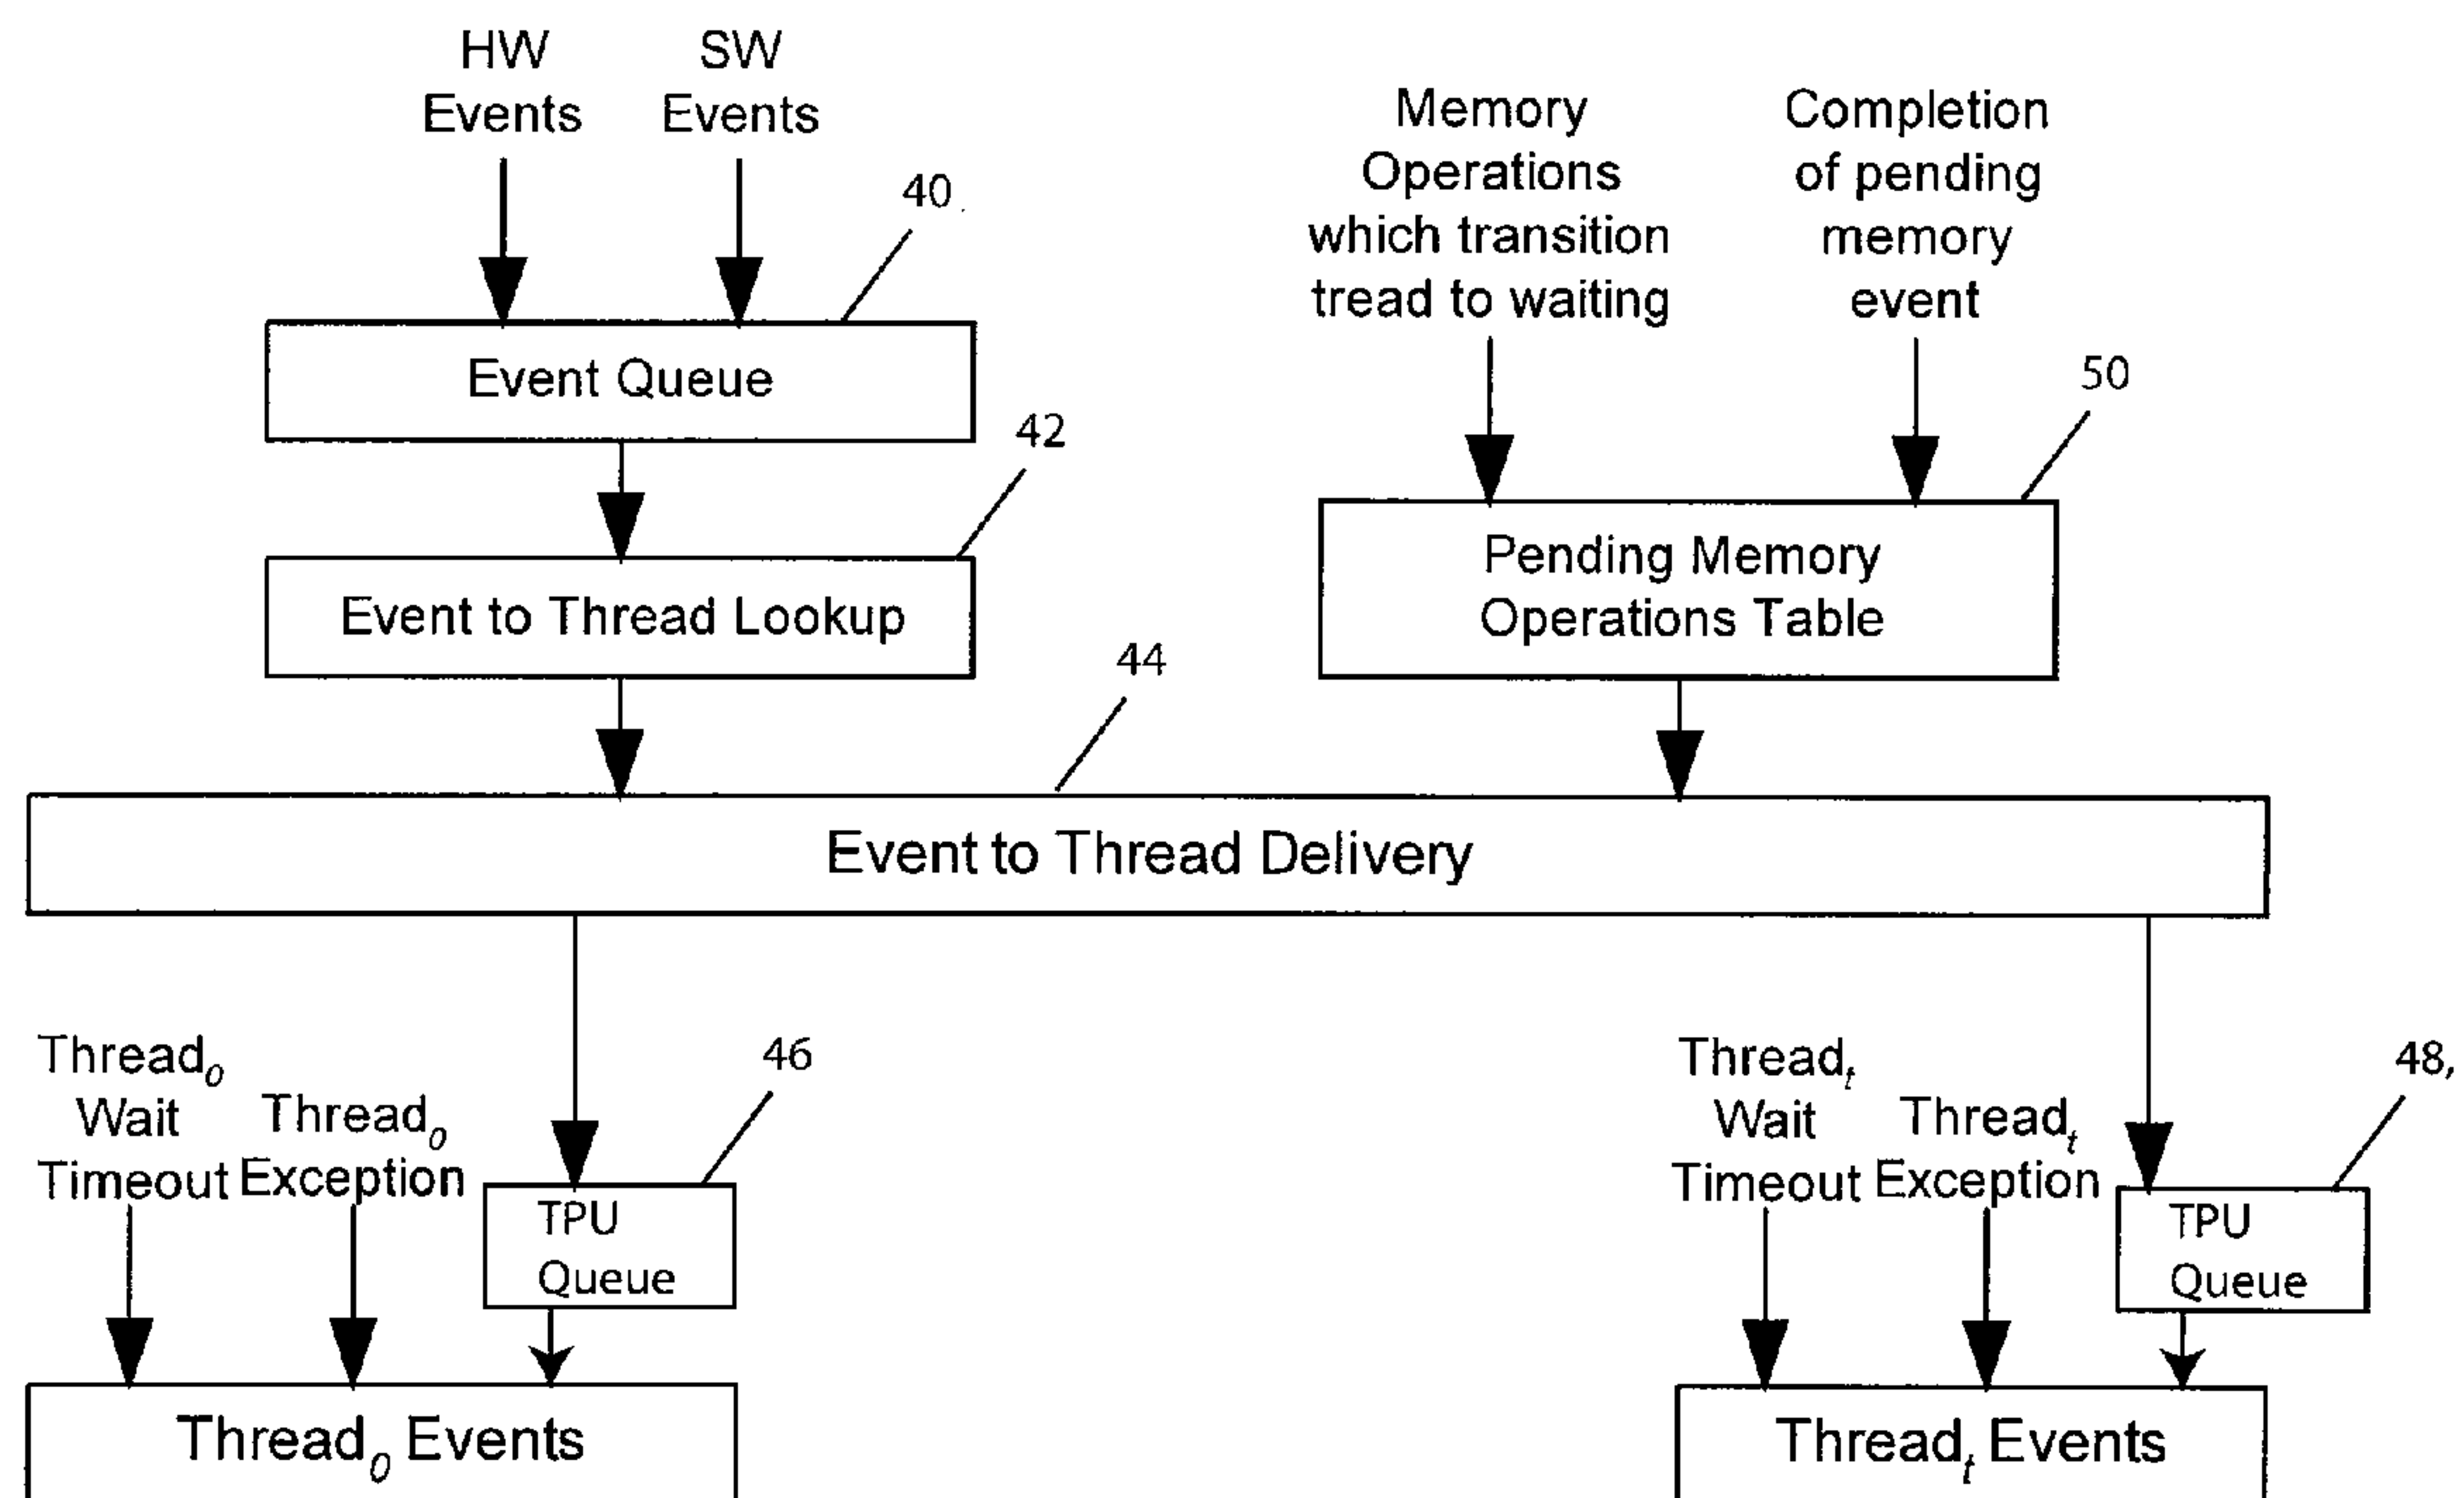 HW
Events
SW
Events
40
Memory
Operations
which transition
tread to waiting
Completion
of pending
memory
event
Event Queue
50
42
Event to Thread Lookup
Pending Memory
Operations Table
44
Event to Thread Delivery
Thread0
Wait
Timeout
Thread0
Exception
46
TPU
Queue
Threadt
Wait
Timeout
Threadt
Exception
48,
TPU
Queue
Thread0 Events
Threadt Events